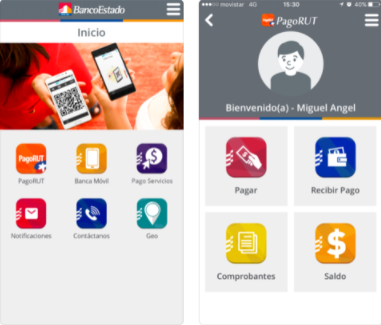 BancoEstado
Inicio
PagoRUT
PagoRUT
Banca Móvil
Pago Servicios
Notificaciones
Contáctanos
Geo
movistar 4G
15:30
40%
PagoRUT
Bienvenido(a) - Miguel Angel
Pagar
Recibir Pago
Comprobantes
Saldo